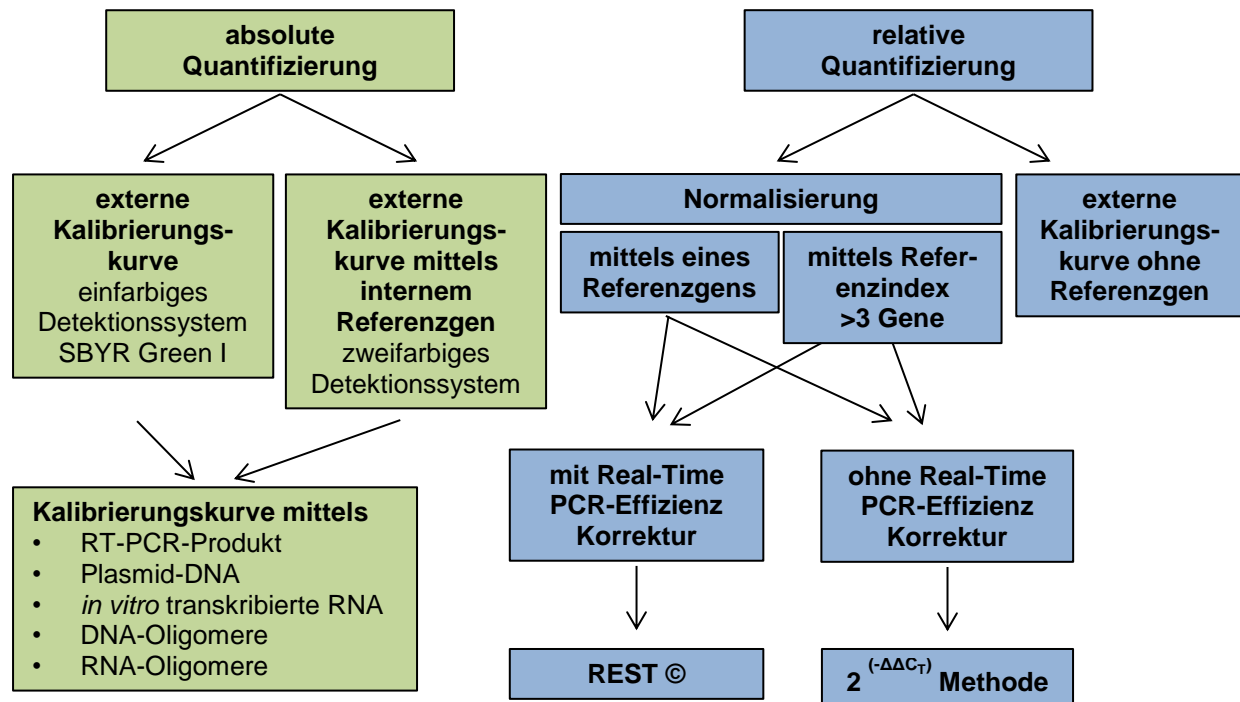 absolute
Quantifizierung
relative
Quantifizierung
externe
Kalibrierungs-
kurve
einfarbiges
Detektionssystem
SBYR Green I
externe
Kalibrierungs-
kurve mittels
internem
Referenzgen
zweifarbiges
Detektionssystem
Normalisierung
mittels eines
Referenzgens
mittels Refer-
enzindex
>3 Gene
externe
Kalibrierungs-
kurve ohne
Referenzgen
Kalibrierungskurve mittels
• RT-PCR-Produkt
• Plasmid-DNA
• in vitro transkribierte RNA
• DNA-Oligomere
• RNA-Oligomere
mit Real-Time
PCR-Effizienz
Korrektur
ohne Real-Time
PCR-Effizienz
Korrektur
REST ©
2 (-ΔΔCT) Methode